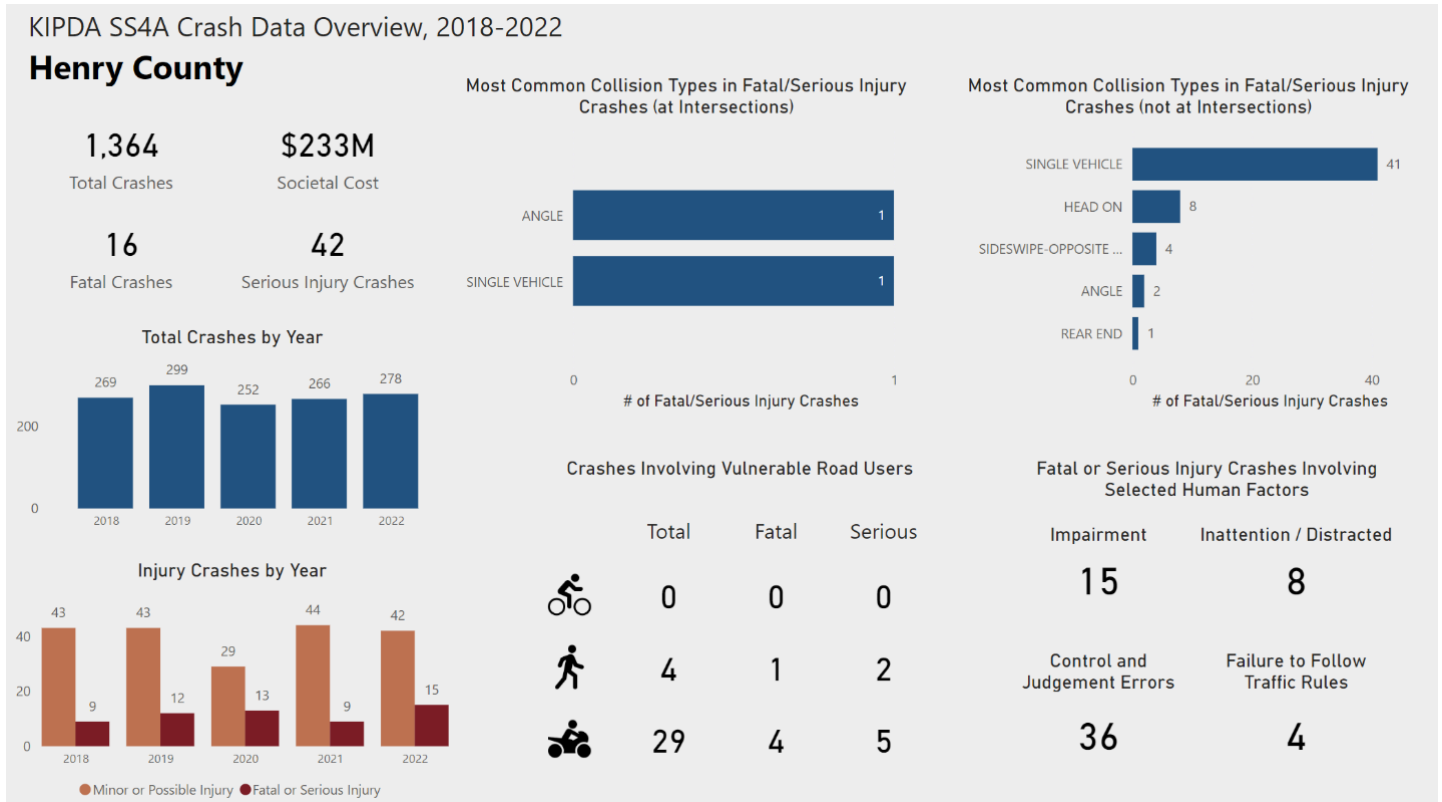 KIPDA SS4A Crash Data Overview, 2018-2022
Henry County
1,364
Total Crashes
$233M
Societal Cost
16
Fatal Crashes
42
Serious Injury Crashes
Total Crashes by Year
200
0
269
299
252
266
278
2018
2019
2020
2021
2022
Injury Crashes by Year
40
20
0
43
9
43
12
29
13
44
9
42
15
2018
2019
2020
2021
2022
Minor or Possible Injury
Fatal or Serious Injury
Most Common Collision Types in Fatal/Serious Injury
Crashes (at Intersections)
ANGLE
1
SINGLE VEHICLE
1
0
1
# of Fatal/Serious Injury Crashes
Most Common Collision Types in Fatal/Serious Injury
Crashes (not at Intersections)
SINGLE VEHICLE
41
HEAD ON
8
SIDESWIPE-OPPOSITE ...
4
ANGLE
2
REAR END
1
0
20
40
# of Fatal/Serious Injury Crashes
Crashes Involving Vulnerable Road Users
Total Fatal Serious
0 0 0
4 1 2
29 4 5
Fatal or Serious Injury Crashes Involving
Selected Human Factors
Impairment
15
Inattention / Distracted
8
Control and
Judgement Errors
36
Failure to Follow
Traffic Rules
4